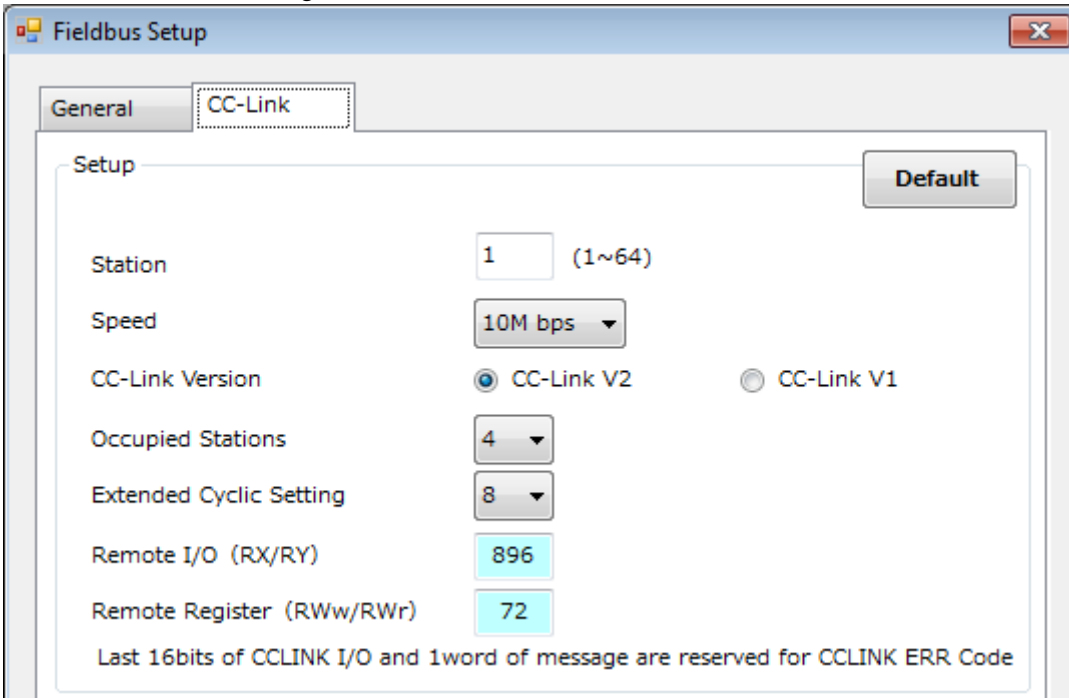 Fieldbus Setup
General CC-Link
Setup
Default
Station 1 (1~64)
Speed 10M bps
CC-Link Version CC-Link V2 CC-Link V1
Occupied Stations 4
Extended Cyclic Setting 8
Remote I/O (RX/RY) 896
Remote Register (RWw/RWr) 72
Last 16bits of CCLINK I/O and 1word of message are reserved for CCLINK ERR Code